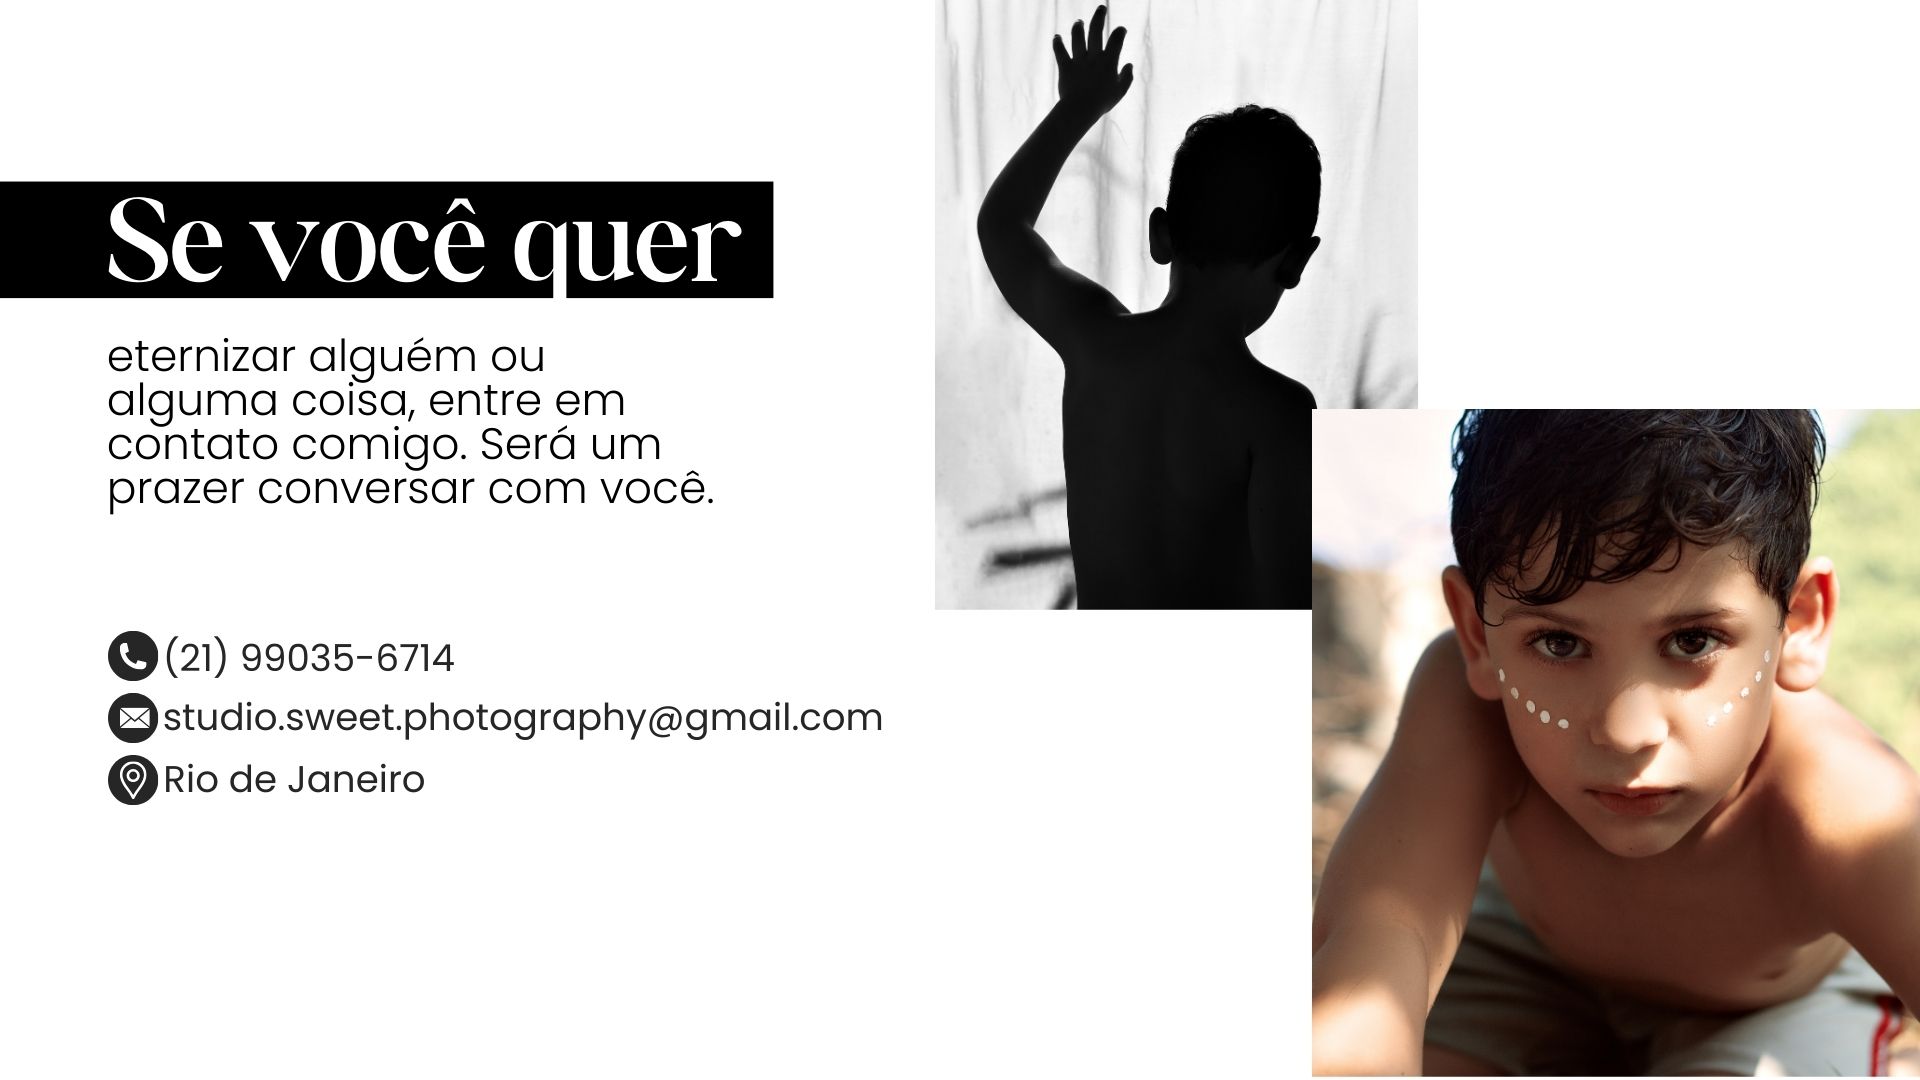 Se você quer
eternizar alguém ou
alguma coisa, entre em
contato comigo. Será um
prazer conversar com você.
(21) 99035-6714
studio.sweet.photography@gmail.com
Rio de Janeiro